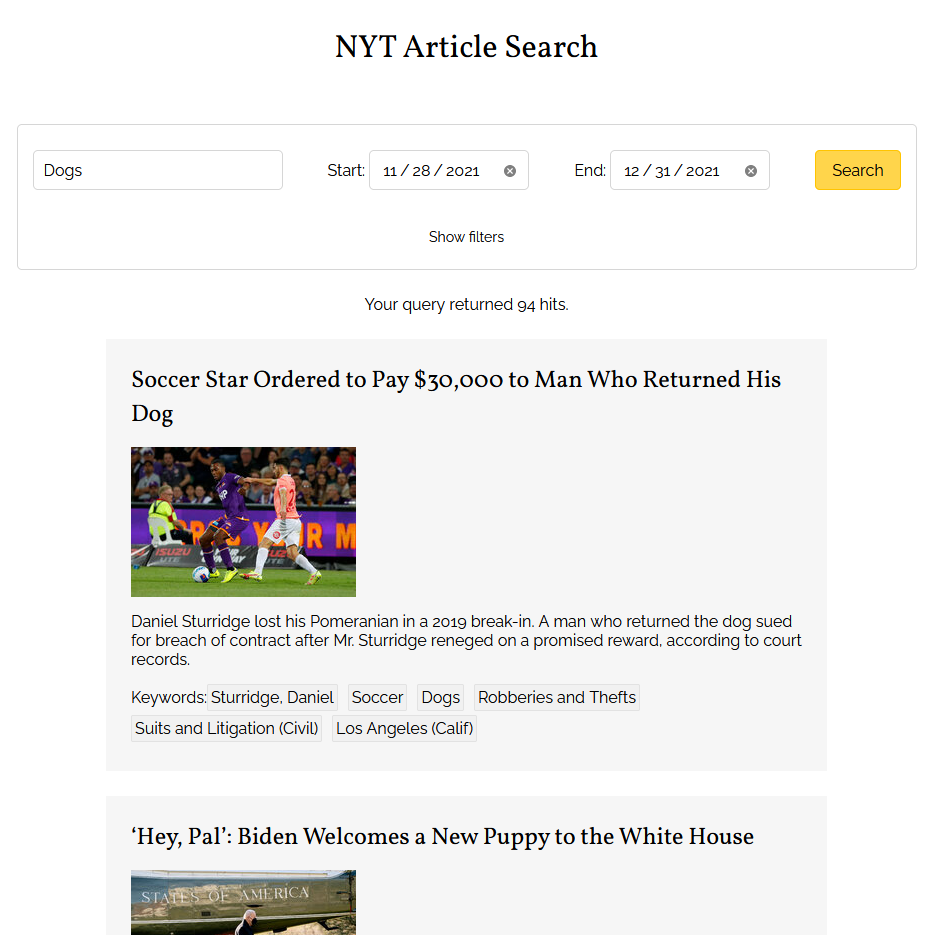 NYT Article Search
Dogs
Start: 11 / 28 / 2021
End: 12 / 31 / 2021
Search
Show filters
Your query returned 94 hits.
Soccer Star Ordered to Pay $30,000 to Man Who Returned His
Dog
ISUZU
UTE
Daniel Sturridge lost his Pomeranian in a 2019 break-in. A man who returned the dog sued
for breach of contract after Mr. Sturridge reneged on a promised reward, according to court
records.
Keywords: Sturridge, Daniel Soccer Dogs Robberies and Thefts
Suits and Litigation (Civil) Los Angeles (Calif)
‘Hey, Pal’: Biden Welcomes a New Puppy to the White House
STATES OF AMERICA